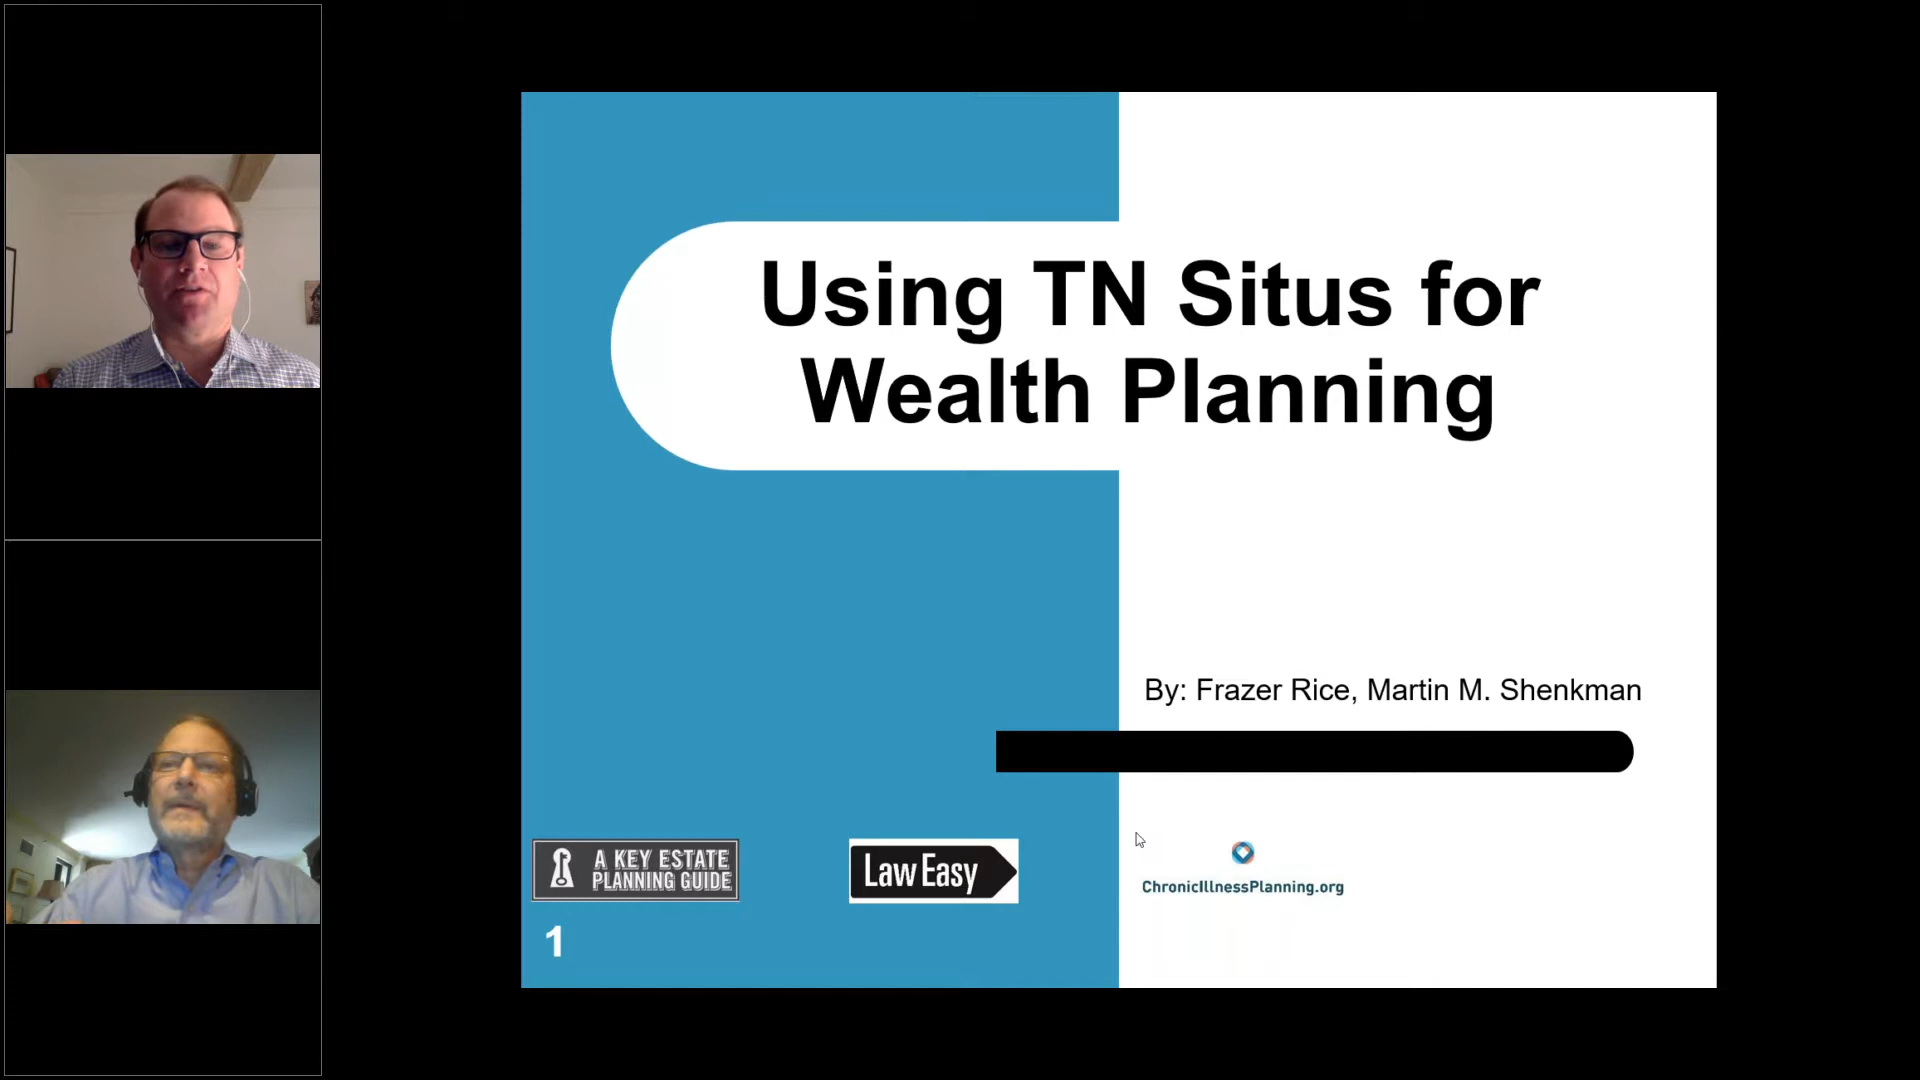 Using TN Situs for
Wealth Planning
By: Frazer Rice, Martin M. Shenkman
A KEY ESTATE
PLANNING GUIDE
Law Easy
ChronicIllnessPlanning.org
1